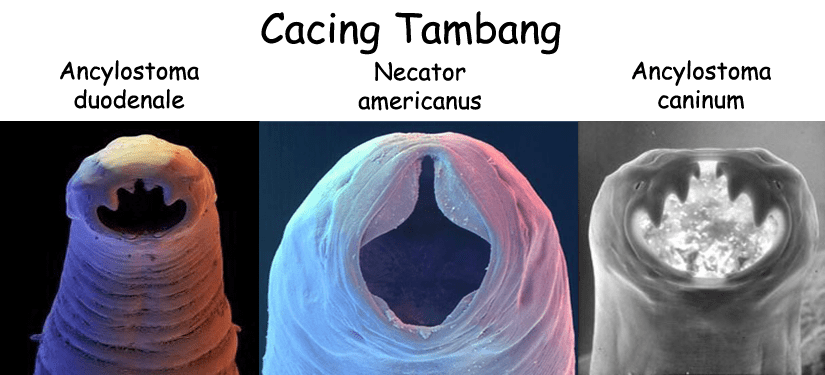 Cacing Tambang
Ancylostoma
duodenale
Necator
americanus
Ancylostoma
caninum